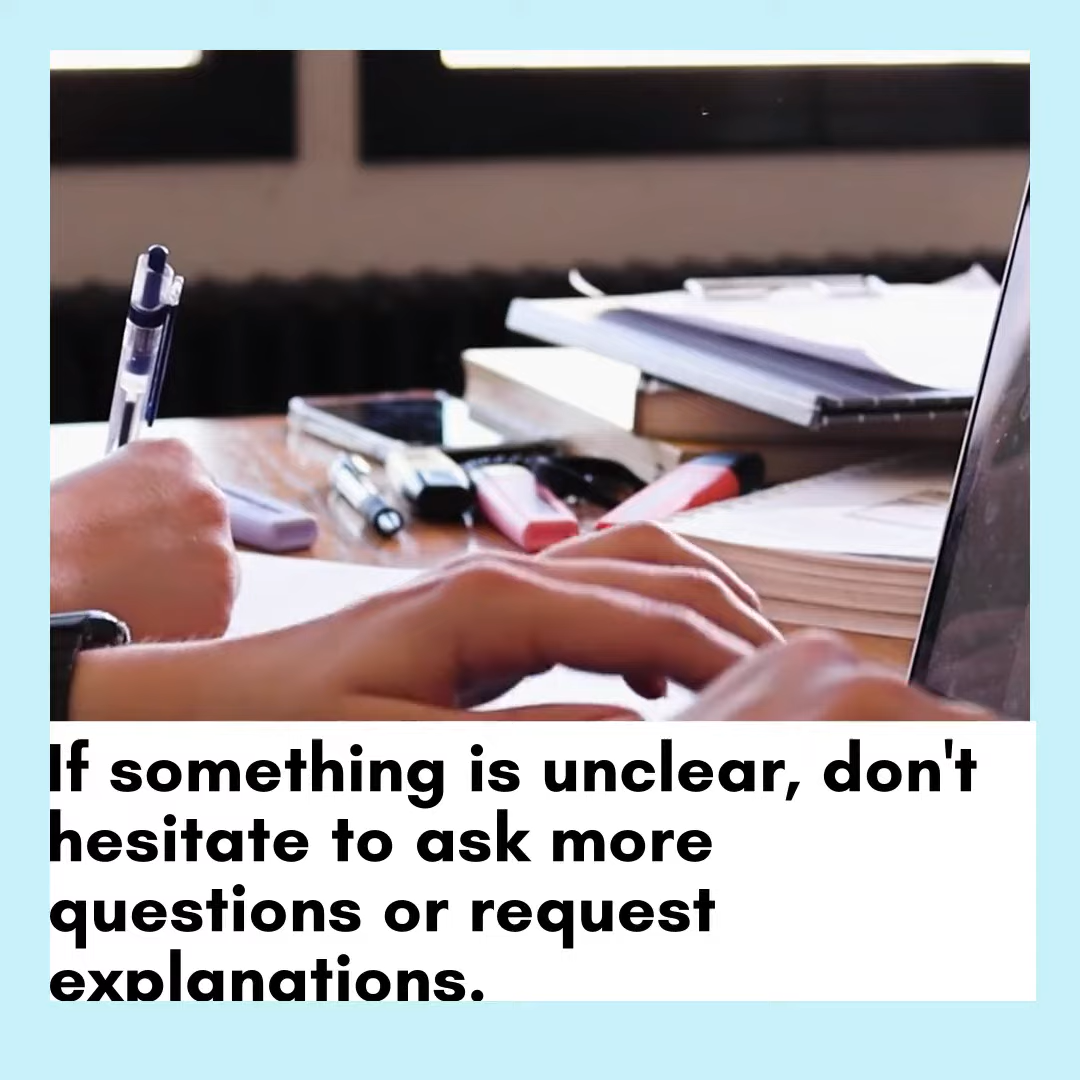 If something is unclear, don't
hesitate to ask more
questions or request
explanations.